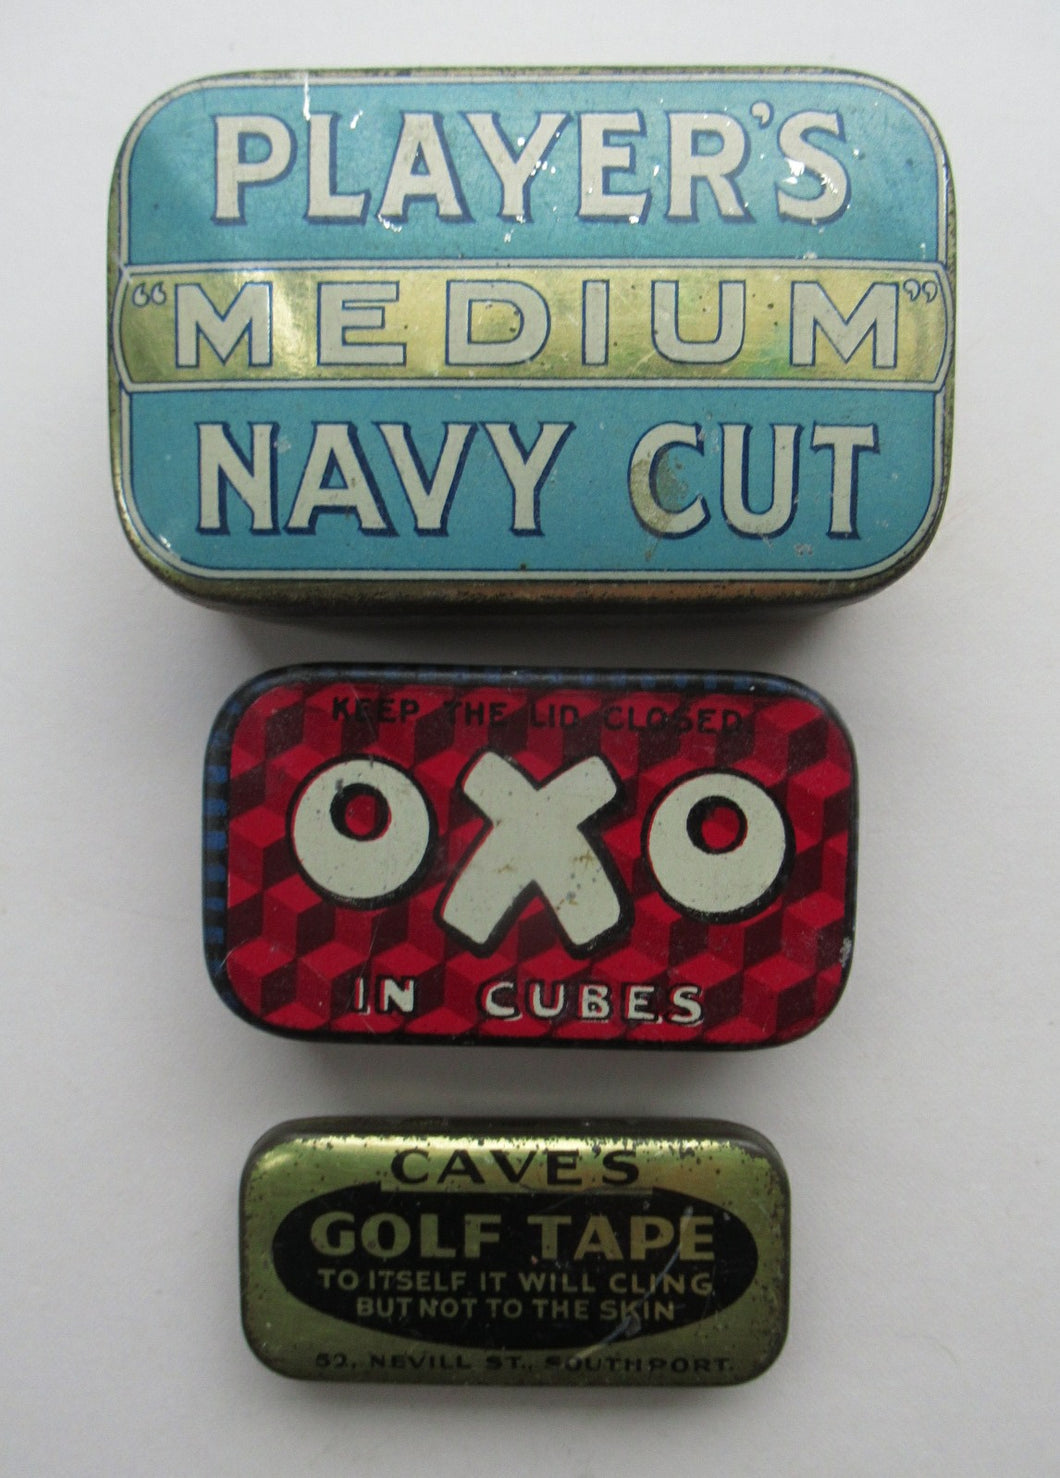 PLAYER'S
“MEDIUM”
NAVY CUT
KEEP THE LID CLOSED
OXO
IN CUBES
CAVE'S
GOLF TAPE
TO ITSELF IT WILL CLING
BUT NOT TO THE SKIN
52, NEVILL ST., SOUTHPORT.